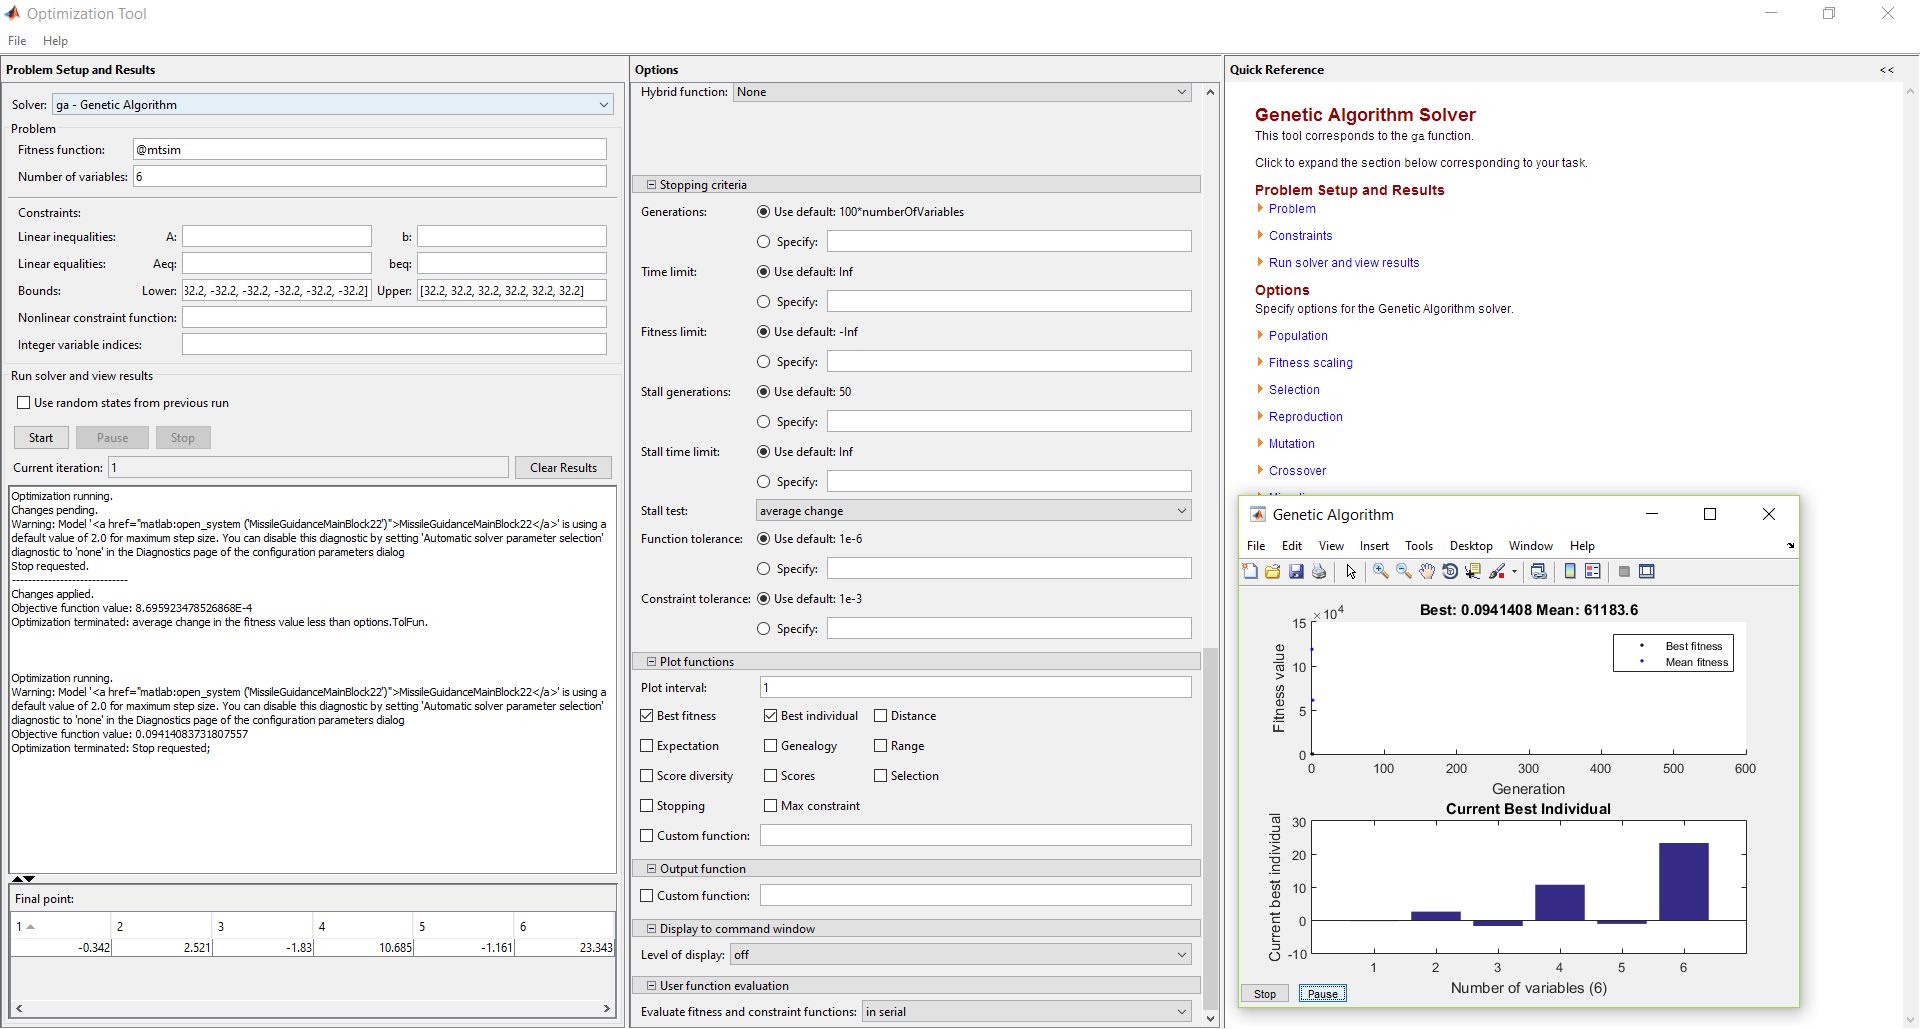 Optimization Tool
File Help
Problem Setup and Results
Solver: ga - Genetic Algorithm
Problem
Fitness function: @mtsim
Number of variables: 6
Constraints:
Linear inequalities: A: b:
Linear equalities: Aeq: beq:
Bounds: Lower: 32.2, -32.2, -32.2, -32.2, -32.2, -32.2] Upper: [32.2, 32.2, 32.2, 32.2, 32.2, 32.2]
Nonlinear constraint function:
Integer variable indices:
Run solver and view results
Use random states from previous run
Start Pause Stop
Current iteration: 1 Clear Results
Optimization running.
Changes pending.
Warning: Model '<a href="matlab:open_system ('MissileGuidanceMainBlock22')">MissileGuidanceMainBlock22</a>' is using a
default value of 2.0 for maximum step size. You can disable this diagnostic by setting 'Automatic solver parameter selection'
diagnostic to 'none' in the Diagnostics page of the configuration parameters dialog
Stop requested.
-----------------------------
Changes applied.
Objective function value: 8.695923478526868E-4
Optimization terminated: average change in the fitness value less than options.TolFun.
Optimization running.
Warning: Model '<a href="matlab:open_system ('MissileGuidanceMainBlock22')">MissileGuidanceMainBlock22</a>' is using a
default value of 2.0 for maximum step size. You can disable this diagnostic by setting 'Automatic solver parameter selection'
diagnostic to 'none' in the Diagnostics page of the configuration parameters dialog
Objective function value: 0.09414083731807557
Optimization terminated: Stop requested;
Final point:
1 2 3 4 5 6
-0.342 2.521 -1.83 10.685 -1.161 23.343
Options
Hybrid function: None
Stopping criteria
Generations: Use default: 100*numberOfVariables
Specify:
Time limit: Use default: Inf
Specify:
Fitness limit: Use default: -Inf
Specify:
Stall generations: Use default: 50
Specify:
Stall time limit: Use default: Inf
Specify:
Stall test: average change
Function tolerance: Use default: 1e-6
Specify:
Constraint tolerance: Use default: 1e-3
Specify:
Plot functions
Plot interval: 1
Best fitness Best individual Distance
Expectation Genealogy Range
Score diversity Scores Selection
Stopping Max constraint
Custom function:
Output function
Custom function:
Display to command window
Level of display: off
User function evaluation
Evaluate fitness and constraint functions: in serial
Quick Reference <<
Genetic Algorithm Solver
This tool corresponds to the ga function.
Click to expand the section below corresponding to your task.
Problem Setup and Results
Problem
Constraints
Run solver and view results
Options
Specify options for the Genetic Algorithm solver.
Population
Fitness scaling
Selection
Reproduction
Mutation
Crossover
Genetic Algorithm
File Edit View Insert Tools Desktop Window Help
Best: 0.0941408 Mean: 61183.6
×10^4
15
10
5
0
Fitness value
Best fitness
Mean fitness
0 100 200 300 400 500 600
Generation
Current Best Individual
30
20
10
0
-10
Current best individual
1 2 3 4 5 6
Number of variables (6)
Stop Pause